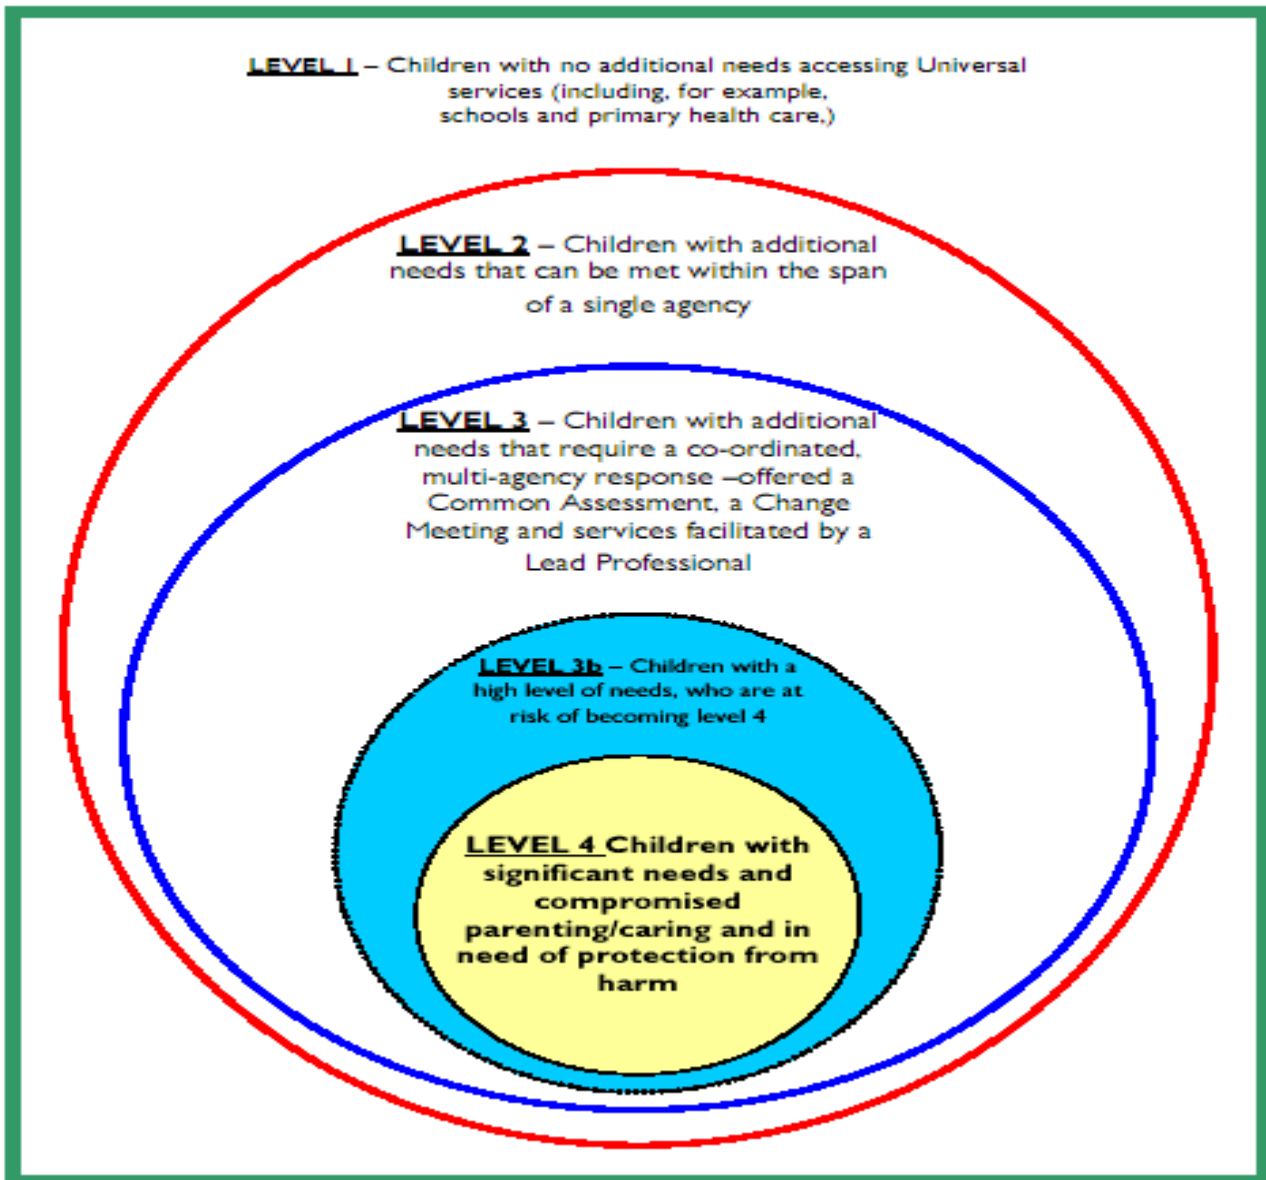 LEVEL 1 – Children with no additional needs accessing Universal
services (including, for example,
schools and primary health care,)
LEVEL 2 – Children with additional
needs that can be met within the span
of a single agency
LEVEL 3 – Children with additional
needs that require a co-ordinated,
multi-agency response –offered a
Common Assessment, a Change
Meeting and services facilitated by a
Lead Professional
LEVEL 3b – Children with a
high level of needs, who are at
risk of becoming level 4
LEVEL 4 Children with
significant needs and
compromised
parenting/caring and in
need of protection from
harm